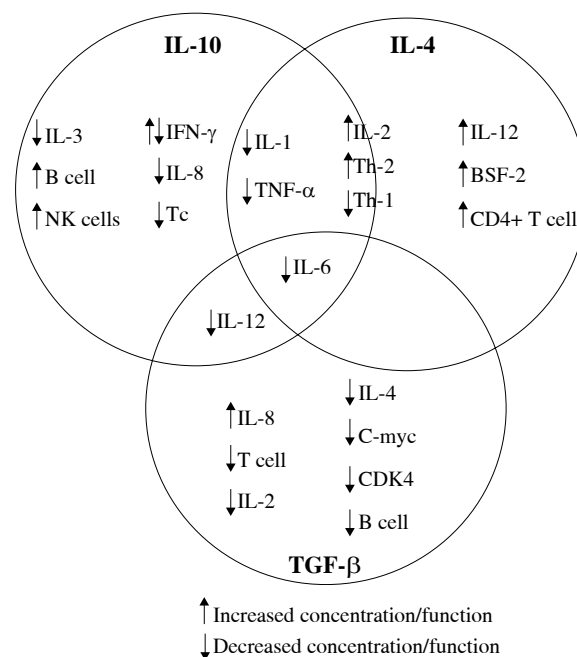 IL-10 IL-4
↓IL-3 ↑↓IFN-γ ↓IL-1 ↑IL-2 ↑IL-12
↑B cell ↓IL-8 ↓TNF-α ↑Th-2 ↑BSF-2
↑NK cells ↓Tc ↓Th-1 ↑CD4+ T cell
↓IL-6
↓IL-12
↑IL-8 ↓IL-4
↓T cell ↓C-myc
↓IL-2 ↓CDK4
↓B cell
TGF-β
↑Increased concentration/function
↓Decreased concentration/function